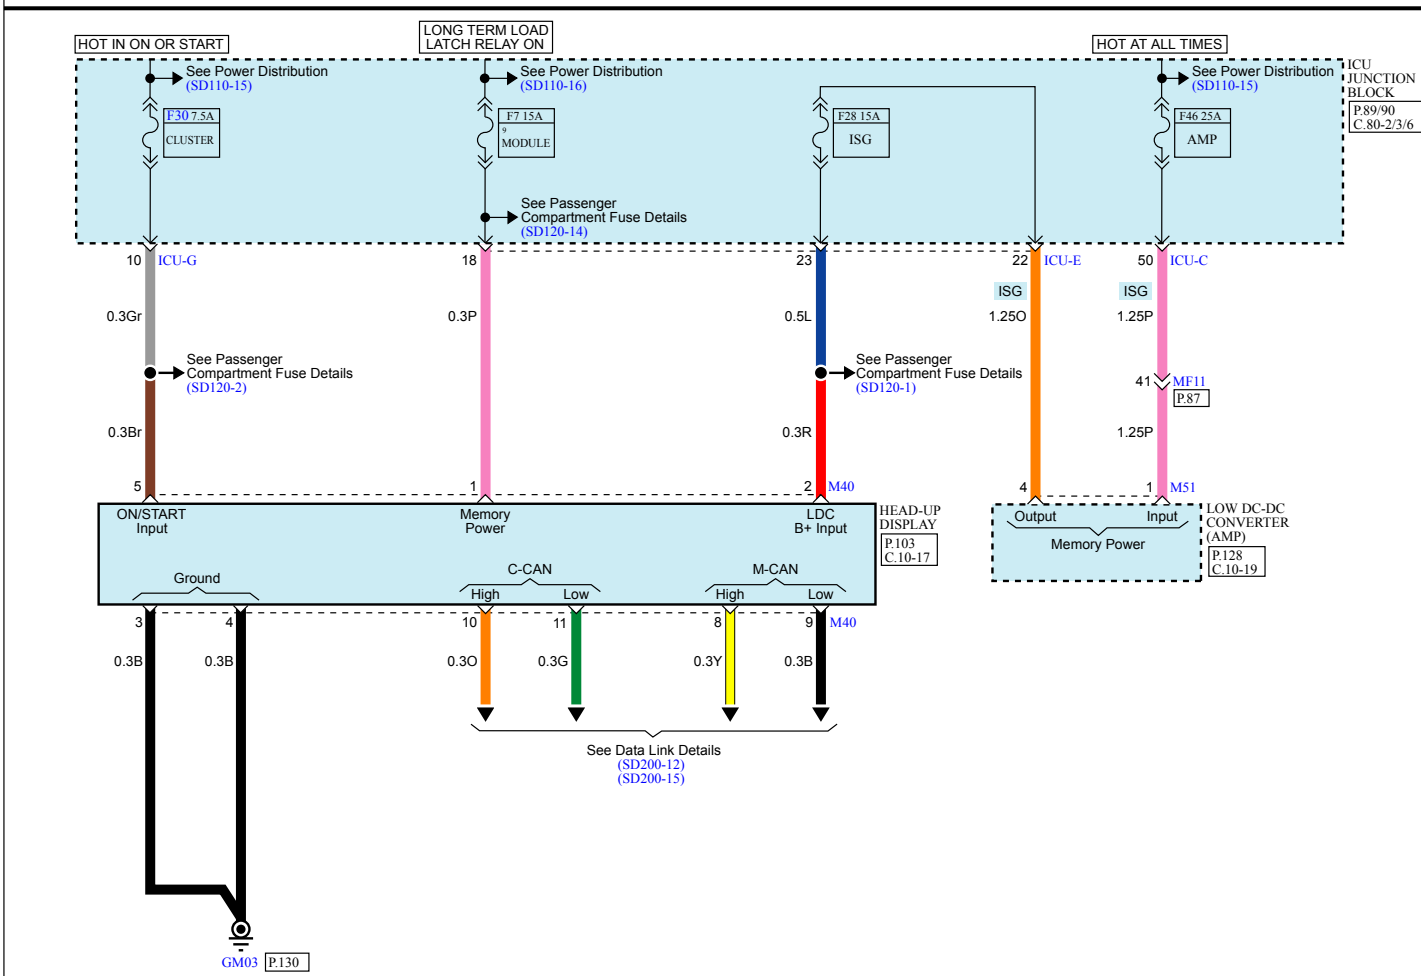 HOT IN ON OR START
LONG TERM LOAD
LATCH RELAY ON
HOT AT ALL TIMES
See Power Distribution
(SD110-15)
See Power Distribution
(SD110-16)
See Power Distribution
(SD110-15)
ICU
JUNCTION
BLOCK
P.89/90
C.80-2/3/6
F30 7.5A
CLUSTER
F7 15A
9
MODULE
F28 15A
ISG
F46 25A
AMP
See Passenger
Compartment Fuse Details
(SD120-14)
10 ICU-G
18
23
22 ICU-E
50 ICU-C
ISG
ISG
0.3Gr
0.3P
0.5L
1.25O
1.25P
See Passenger
Compartment Fuse Details
(SD120-2)
See Passenger
Compartment Fuse Details
(SD120-1)
41 MF11
P.87
0.3Br
0.3R
1.25P
5
1
2 M40
4
1 M51
ON/START
Input
Memory
Power
LDC
B+ Input
HEAD-UP
DISPLAY
P.103
C.10-17
Output
Input
Memory Power
LOW DC-DC
CONVERTER
(AMP)
P.128
C.10-19
Ground
C-CAN
High
Low
M-CAN
High
Low
3
4
10
11
8
9 M40
0.3B
0.3B
0.3O
0.3G
0.3Y
0.3B
See Data Link Details
(SD200-12)
(SD200-15)
GM03 P.130